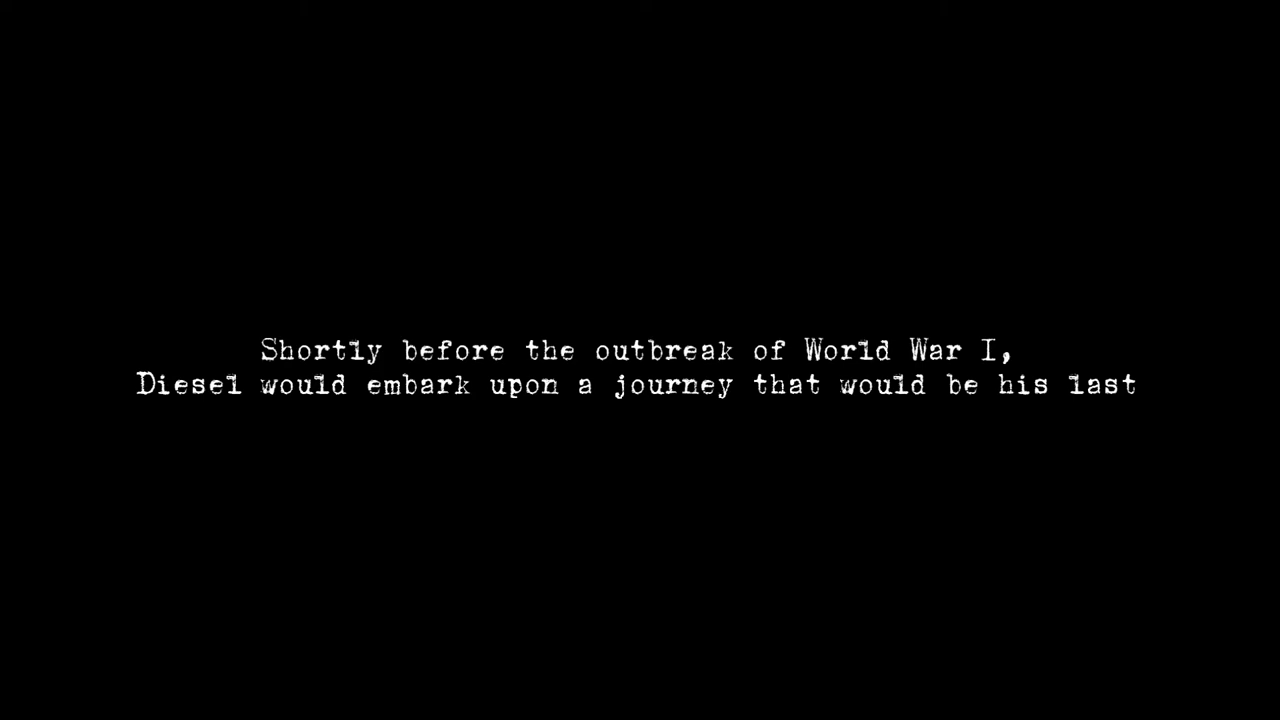 Shortly before the outbreak of World War I,
Diesel would embark upon a journey that would be his last